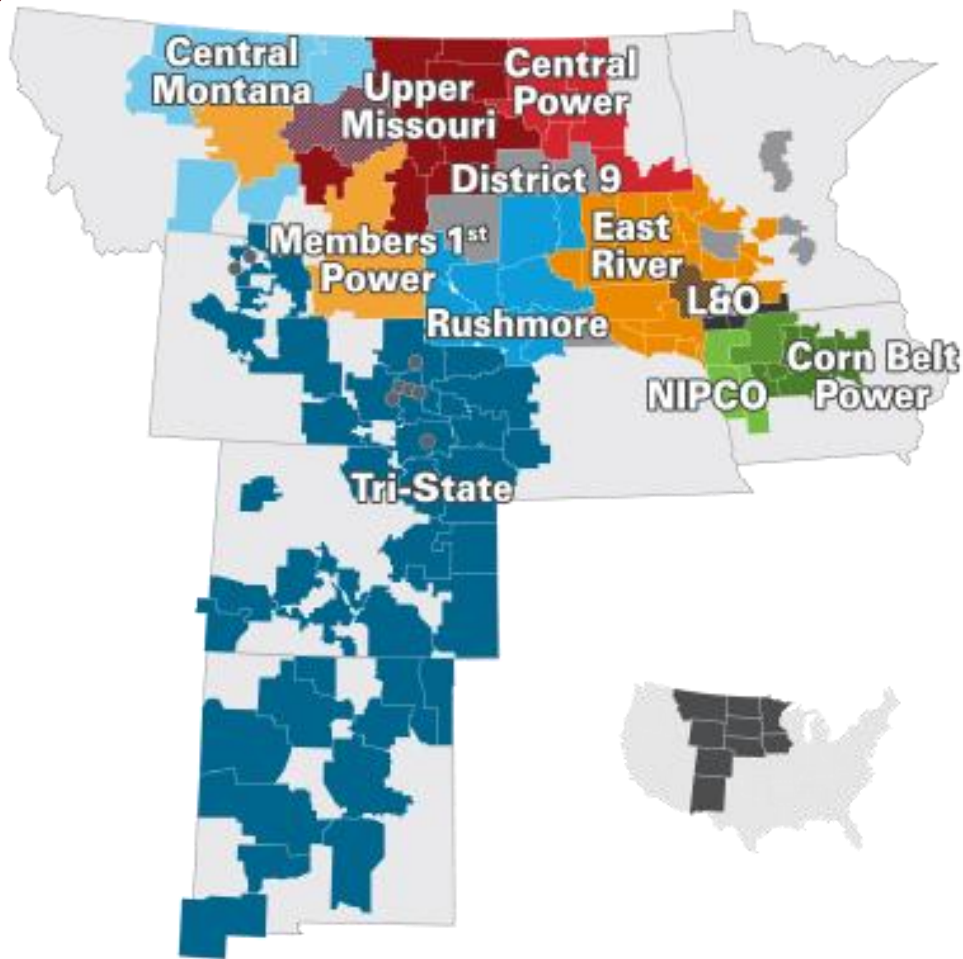 Central
Montana
Upper
Missouri
Central
Power
District 9
Members 1st
Power
East
River
L&O
Rushmore
Corn Belt
Power
NIPCO
Tri-State